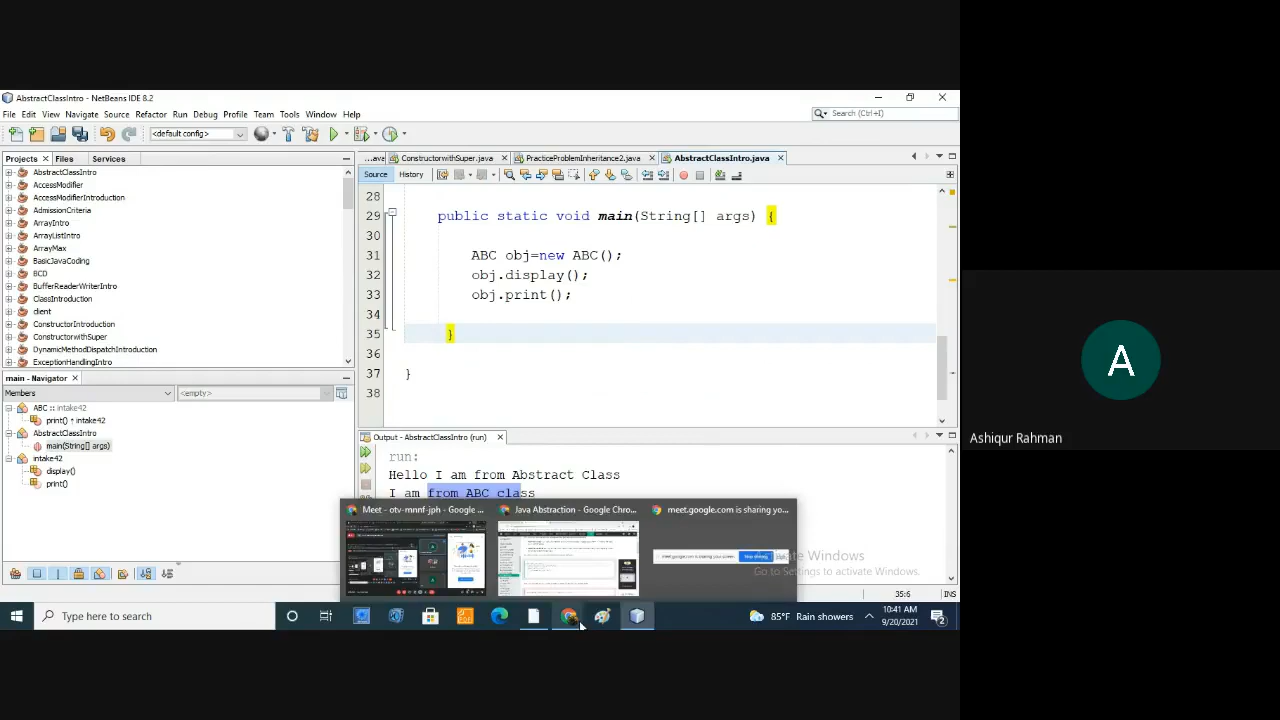 AbstractClassIntro - NetBeans IDE 8.2
File Edit View Navigate Source Refactor Run Debug Profile Team Tools Window Help
Search (Ctrl+I)
<default config>
Projects Files Services
...ava ConstructorwithSuper.java PracticeProblemInheritance2.java AbstractClassIntro.java
Source History
AbstractClassIntro
AccessModifier
AccessModifierIntroduction
AdmissionCriteria
ArrayIntro
ArrayListIntro
ArrayMax
BasicJavaCoding
BCD
BufferReaderWriterIntro
ClassIntroduction
client
ConstructorIntroduction
ConstructorwithSuper
DynamicMethodDispatchIntroduction
ExceptionHandlingIntro
28
29 public static void main(String[] args) {
30
31 ABC obj=new ABC();
32 obj.display();
33 obj.print();
34
35 }
36
37 }
38
main - Navigator
Members <empty>
ABC :: intake42
print() ↑ intake42
AbstractClassIntro
main(String[] args)
intake42
display()
print()
Output - AbstractClassIntro (run)
run:
Hello I am from Abstract Class
I am from ABC class
Meet - otv-mnnf-jph - Google ... Java Abstraction - Google Chro... meet.google.com is sharing yo...
Activate Windows
Go to Settings to activate Windows.
35:6 INS
Type here to search
85°F Rain showers
10:41 AM
9/20/2021
2
A
Ashiqur Rahman